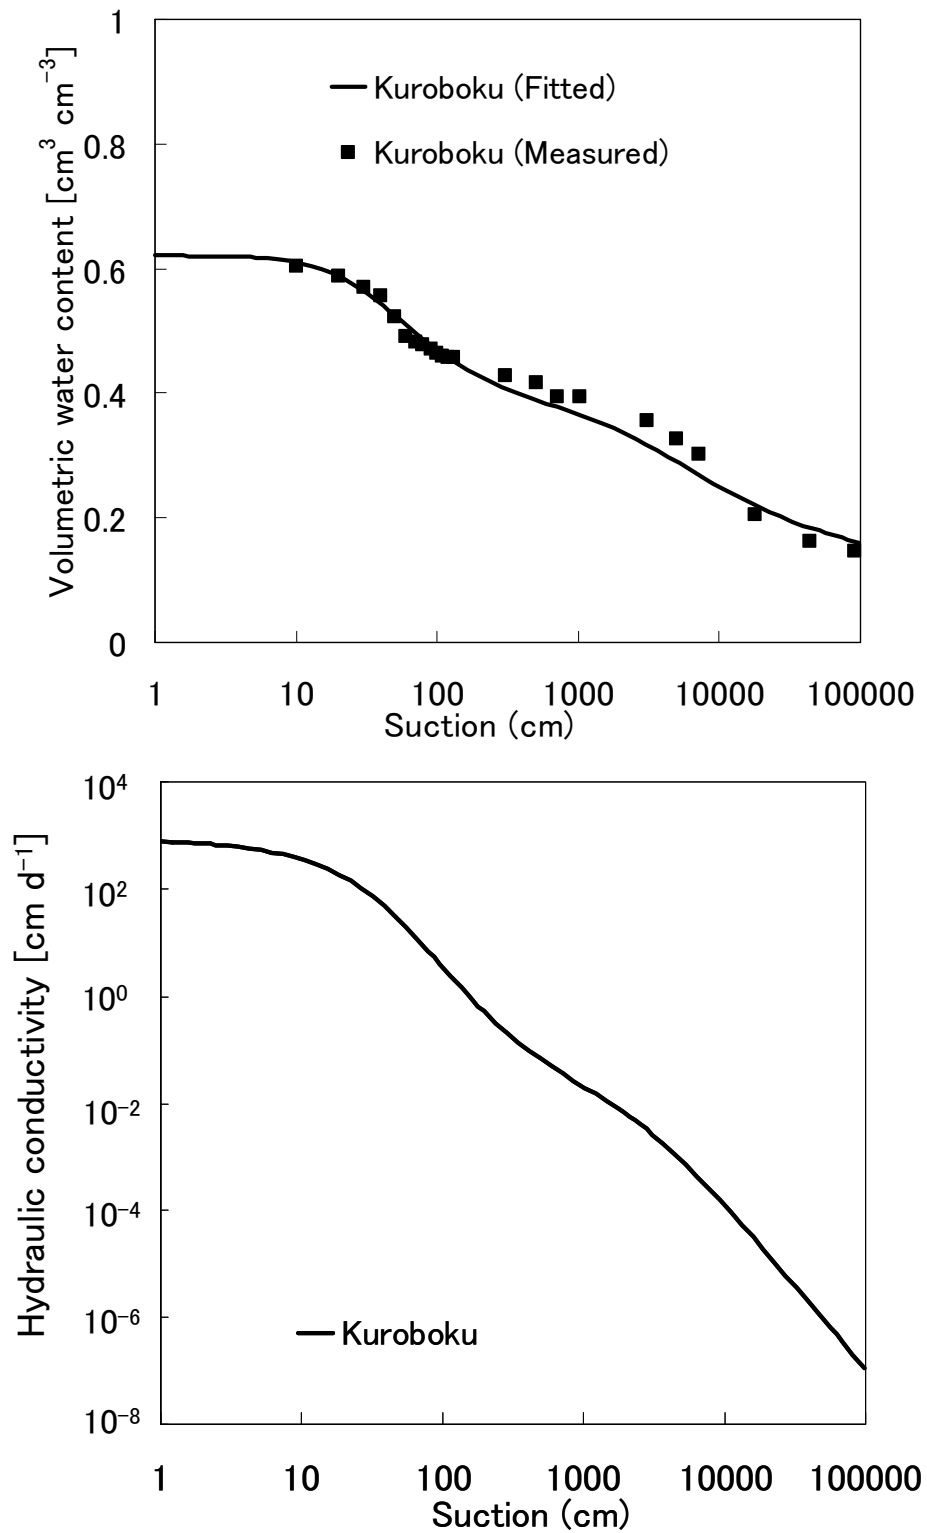 1
Kuroboku (Fitted)
0.8
Kuroboku (Measured)
0.6
0.4
0.2
0
Volumetric water content [cm³ cm⁻³]
1 10 100 1000 10000 100000
Suction (cm)
10⁴
10²
10⁰
10⁻²
10⁻⁴
10⁻⁶
Kuroboku
10⁻⁸
Hydraulic conductivity [cm d⁻¹]
1 10 100 1000 10000 100000
Suction (cm)